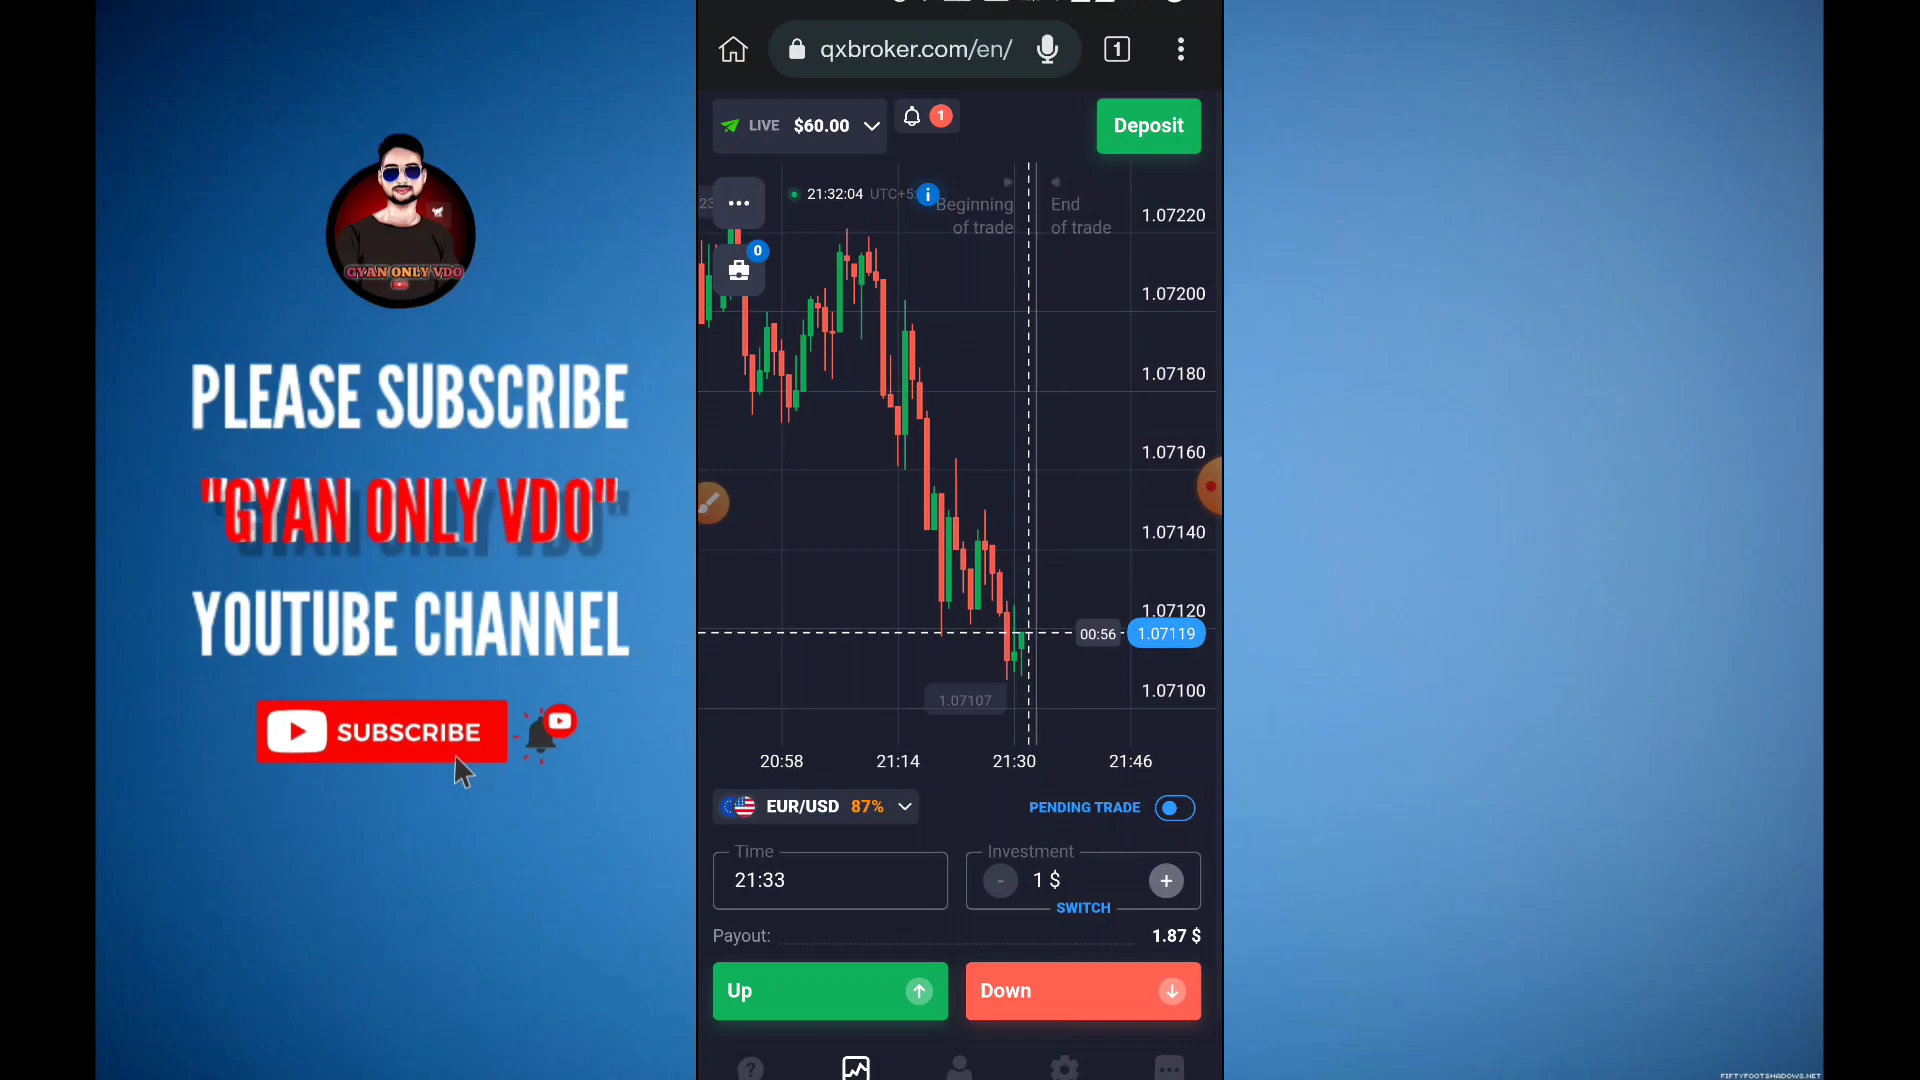 GYAN ONLY VDO
PLEASE SUBSCRIBE
"GYAN ONLY VDO"
YOUTUBE CHANNEL
SUBSCRIBE
qxbroker.com/en/
1
LIVE $60.00
1
Deposit
23
21:32:04 UTC+5:
i
Beginning
of trade
End
of trade
0
1.07220
1.07200
1.07180
1.07160
1.07140
1.07120
00:56
1.07119
1.07107
1.07100
20:58
21:14
21:30
21:46
EUR/USD 87%
PENDING TRADE
Time
21:33
Investment
- 1 $ +
SWITCH
Payout:
1.87 $
Up
Down
?
FIFTYFOOTSHADOWS.NET